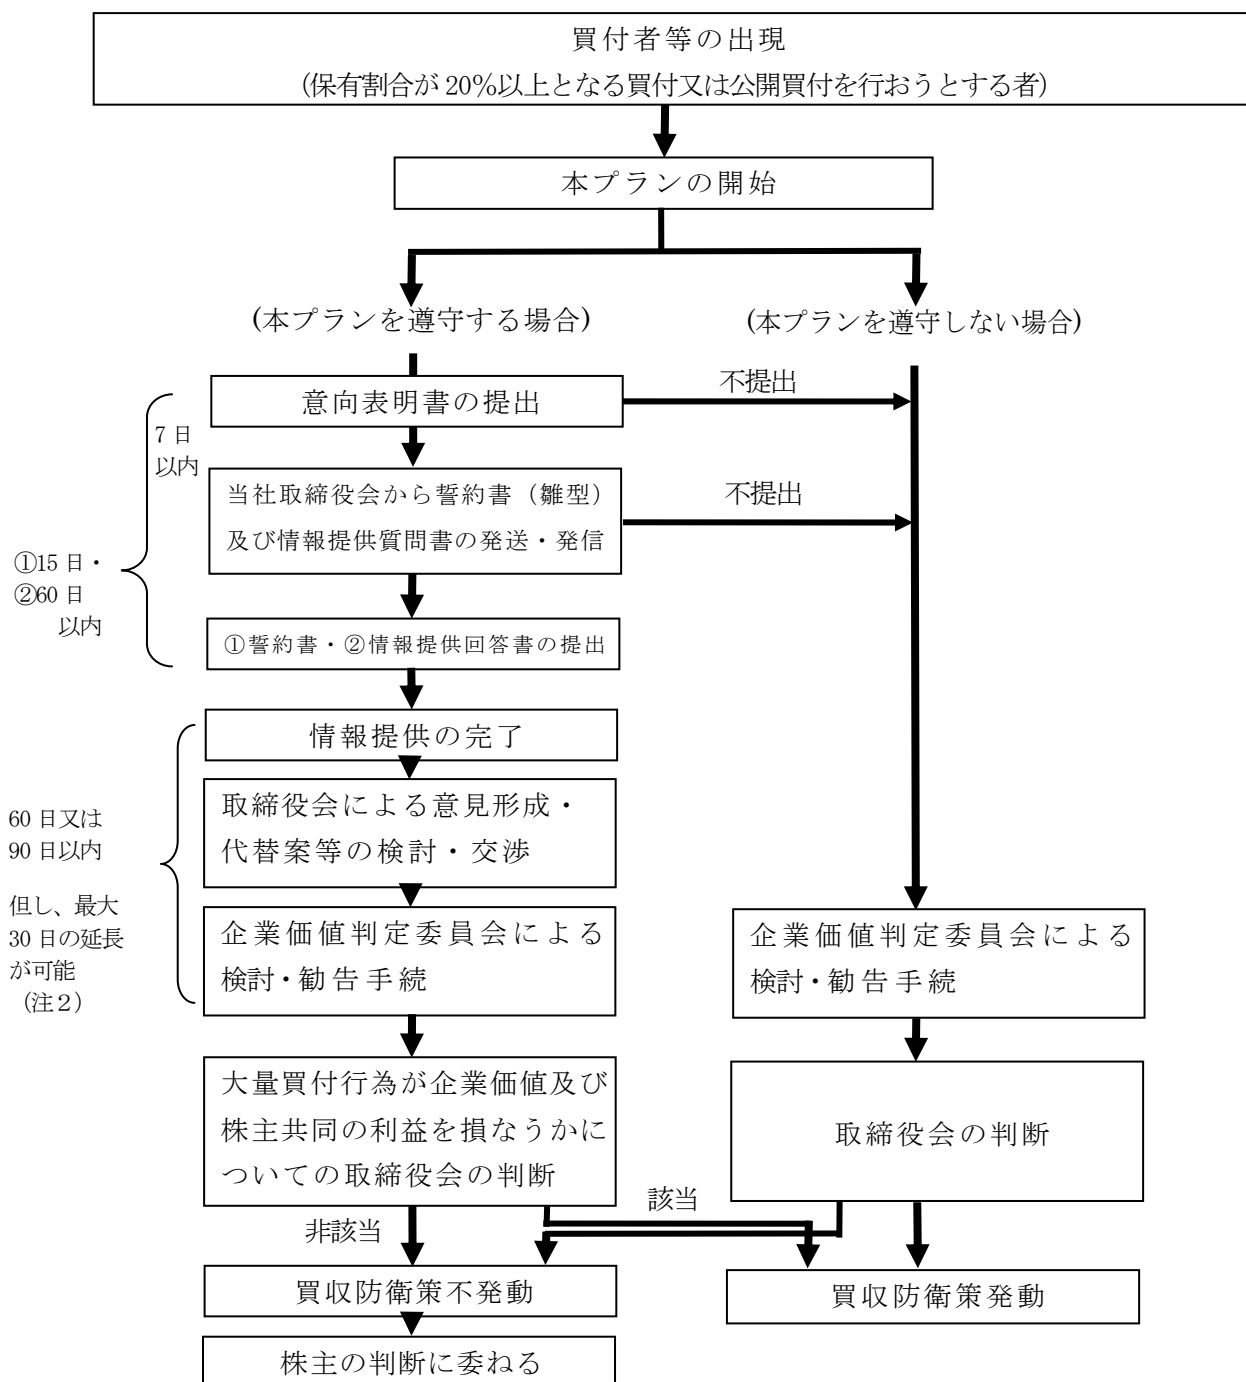 買付者等の出現
(保有割合が 20%以上となる買付又は公開買付を行おうとする者)
本プランの開始
(本プランを遵守する場合)
(本プランを遵守しない場合)
意向表明書の提出
不提出
7 日
以内
当社取締役会から誓約書（雛型）
及び情報提供質問書の発送・発信
不提出
①15 日・
②60 日
以内
①誓約書・②情報提供回答書の提出
情報提供の完了
取締役会による意見形成・
代替案等の検討・交渉
60 日又は
90 日以内
但し、最大
30 日の延長
が可能
（注２）
企業価値判定委員会による
検討・勧告手続
企業価値判定委員会による
検討・勧告手続
大量買付行為が企業価値及び
株主共同の利益を損なうかに
ついての取締役会の判断
取締役会の判断
該当
非該当
買収防衛策不発動
買収防衛策発動
株主の判断に委ねる